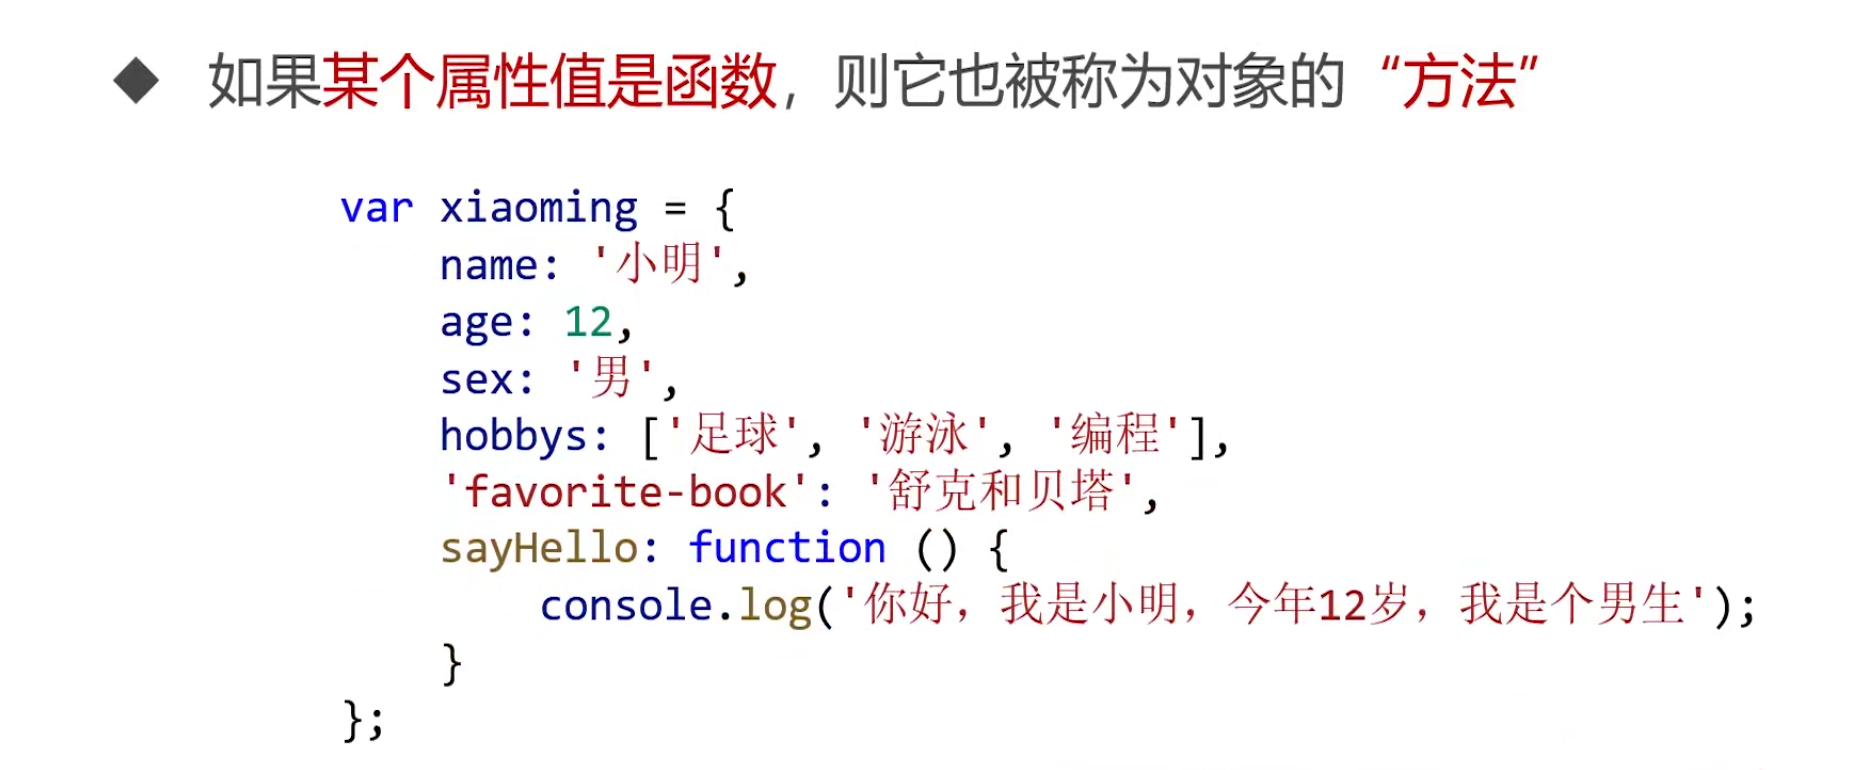 如果某个属性值是函数，则它也被称为对象的“方法”
var xiaoming = {
    name: '小明',
    age: 12,
    sex: '男',
    hobbys: ['足球', '游泳', '编程'],
    'favorite-book': '舒克和贝塔',
    sayHello: function () {
        console.log('你好，我是小明，今年12岁，我是个男生');
    }
};